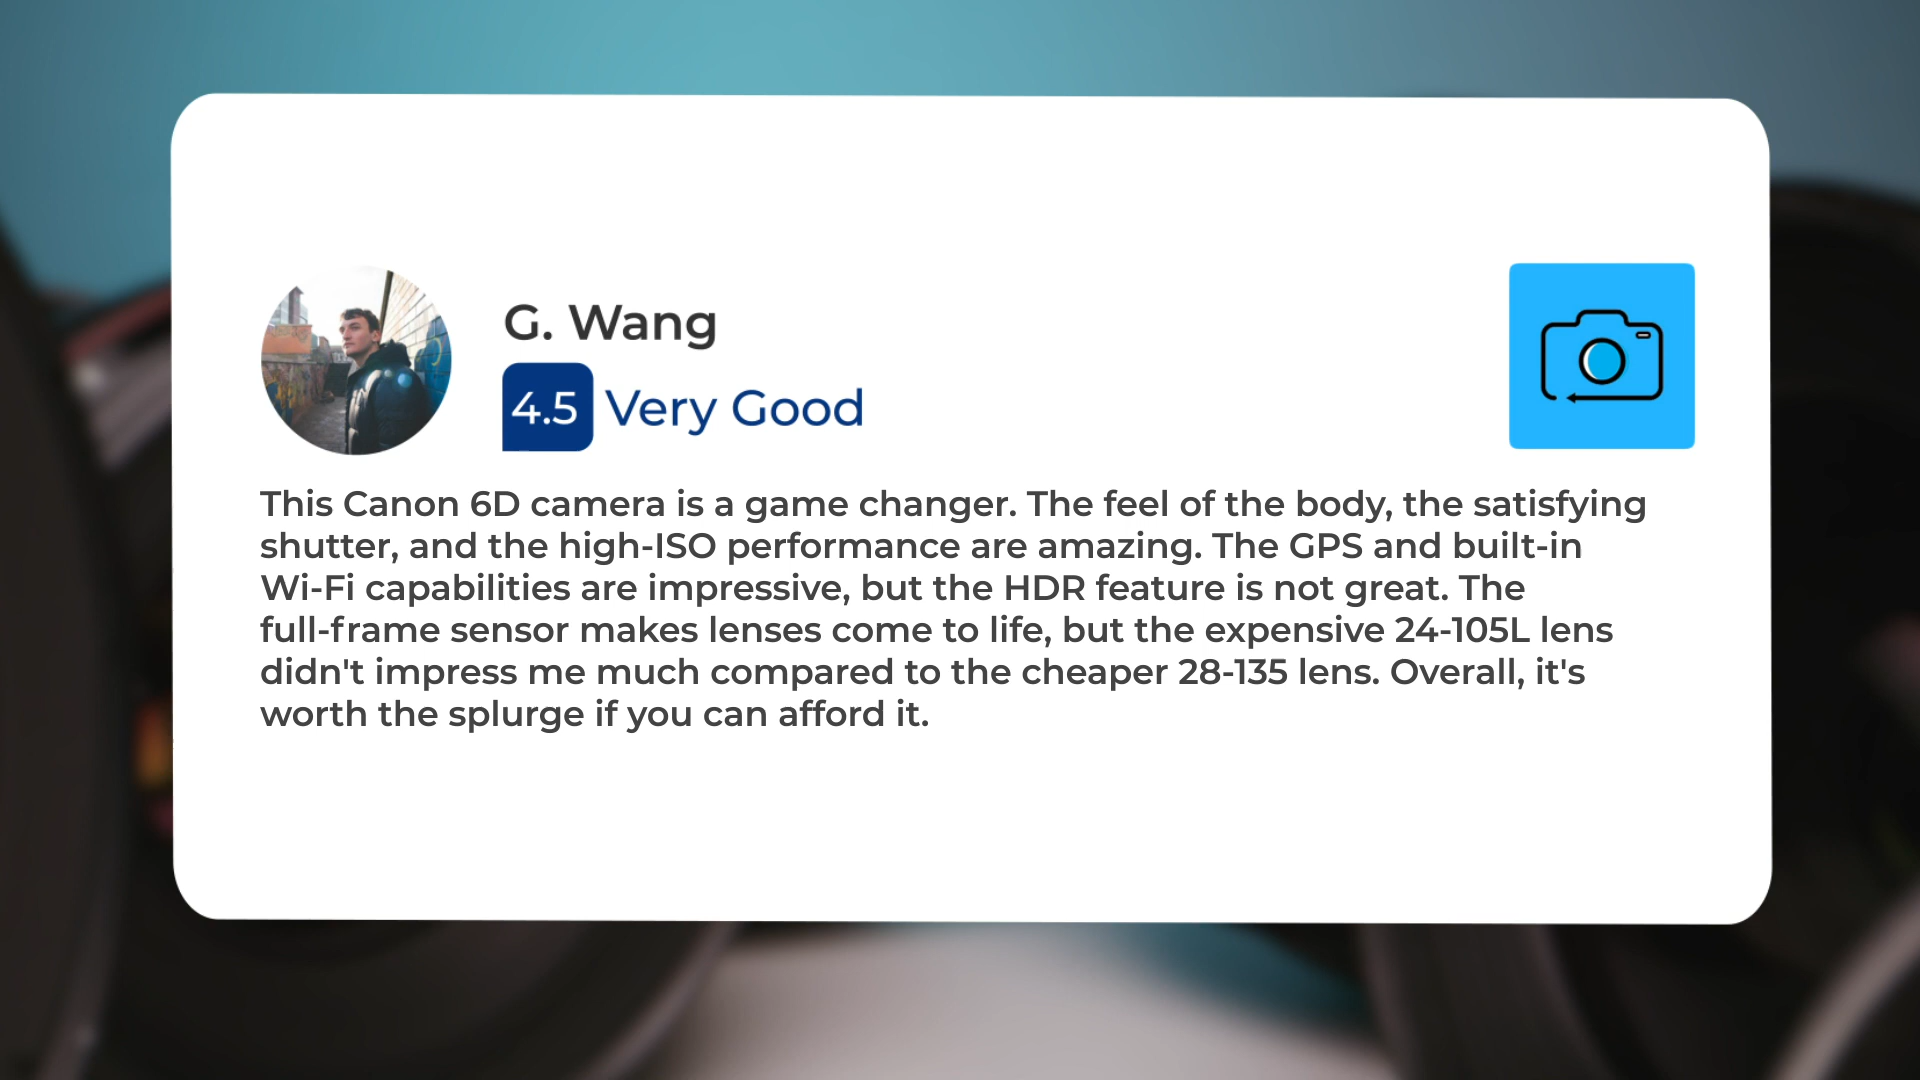 G. Wang
4.5 Very Good
This Canon 6D camera is a game changer. The feel of the body, the satisfying
shutter, and the high-ISO performance are amazing. The GPS and built-in
Wi-Fi capabilities are impressive, but the HDR feature is not great. The
full-frame sensor makes lenses come to life, but the expensive 24-105L lens
didn't impress me much compared to the cheaper 28-135 lens. Overall, it's
worth the splurge if you can afford it.